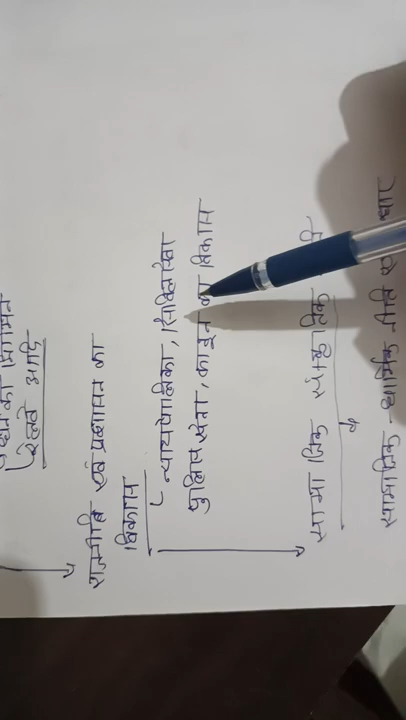 रेलवे आदि
राजनीति एवं प्रशासन का
विकास
न्यायपालिका, सिविल सेवा
पुलिस सेवा, कानून का विकास
सामाजिक सांस्कृतिक
सामाजिक - धार्मिक नीति